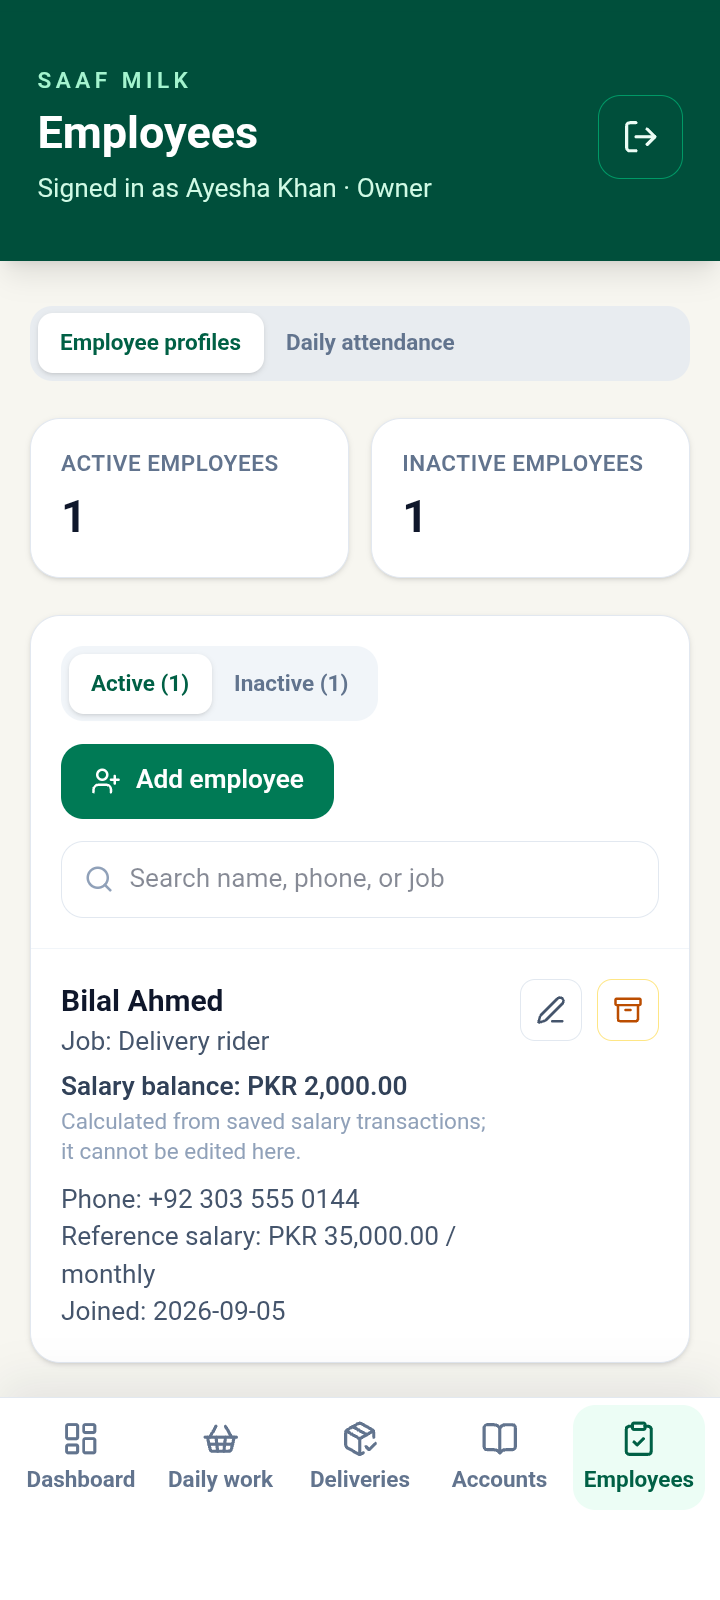 SAAF MILK
Employees
Signed in as Ayesha Khan · Owner
Employee profiles
Daily attendance
ACTIVE EMPLOYEES
1
INACTIVE EMPLOYEES
1
Active (1)
Inactive (1)
Add employee
Search name, phone, or job
Bilal Ahmed
Job: Delivery rider
Salary balance: PKR 2,000.00
Calculated from saved salary transactions;
it cannot be edited here.
Phone: +92 303 555 0144
Reference salary: PKR 35,000.00 /
monthly
Joined: 2026-09-05
Dashboard
Daily work
Deliveries
Accounts
Employees